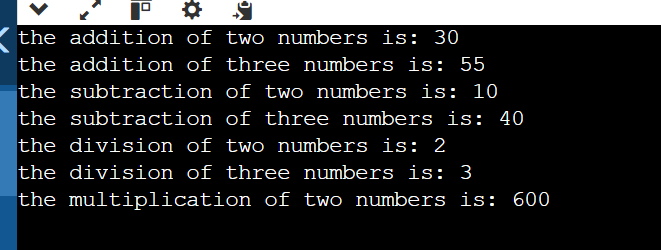 the addition of two numbers is: 30
the addition of three numbers is: 55
the subtraction of two numbers is: 10
the subtraction of three numbers is: 40
the division of two numbers is: 2
the division of three numbers is: 3
the multiplication of two numbers is: 600